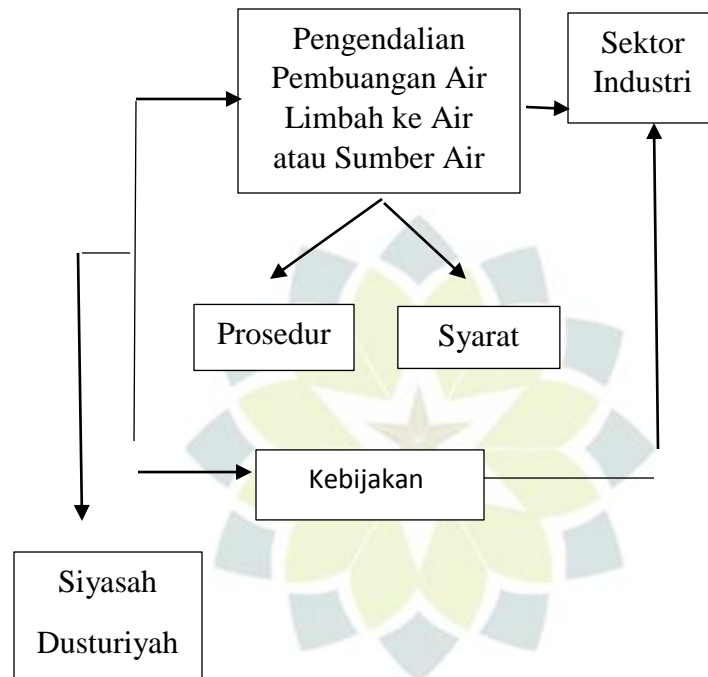 Pengendalian
Pembuangan Air
Limbah ke Air
atau Sumber Air
Sektor
Industri
Prosedur
Syarat
Kebijakan
Siyasah
Dusturiyah